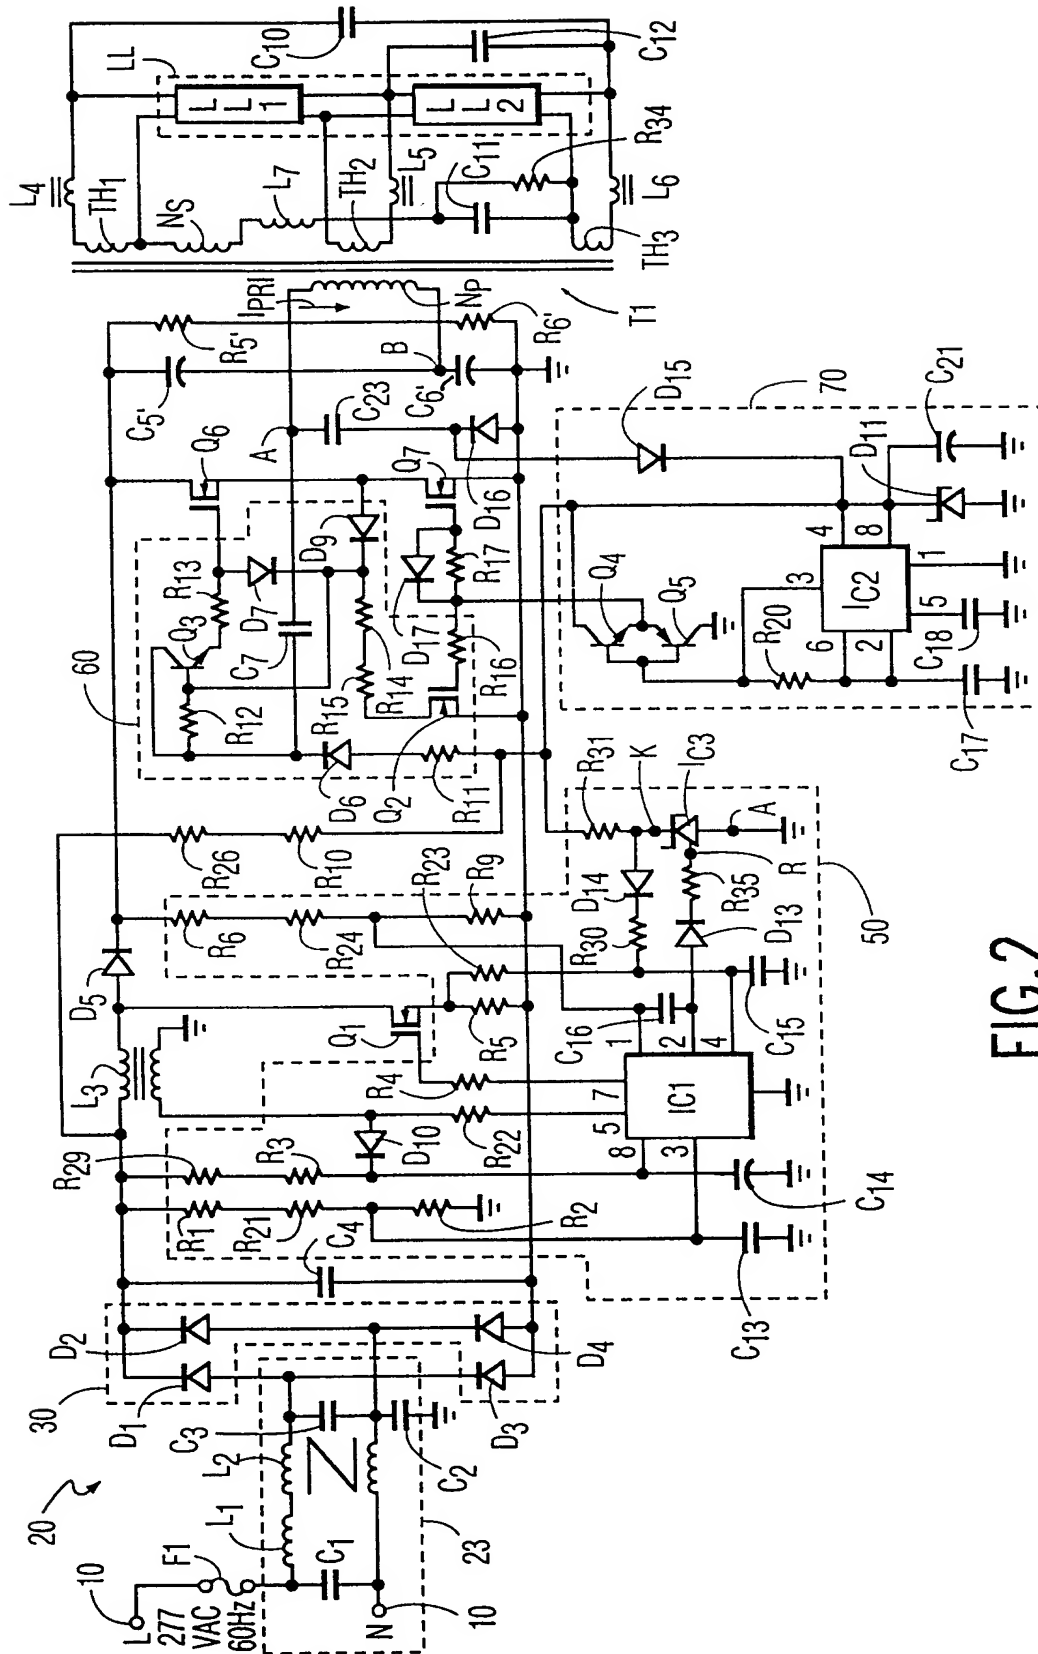 20
10
L
277
VAC
60Hz
F1
10
N
C1
L1
L2
C3
C2
23
30
D1
D2
D3
D4
C4
R1
R21
R2
R29
R3
D10
R22
R4
L3
D5
Q1
R5
R23
R6
R24
R9
R26
R10
C13
C14
IC1
8
3
5
7
1
2
4
C16
C15
R30
D14
D13
R35
R31
K
IC3
R
A
50
60
R12
Q3
R13
D7
C7
D6
R11
Q2
R15
R14
R16
D17
R17
D9
Q6
Q7
A
C23
D16
C5'
C6'
B
R5'
R6'
IPRI
NP
T1
Q4
Q5
R20
C17
C18
IC2
6
2
3
5
1
4
8
D15
D11
C21
70
L4
TH1
NS
L7
TH2
L5
C11
R34
L6
TH3
LL
LL1
LL2
C10
C12
FIG.2